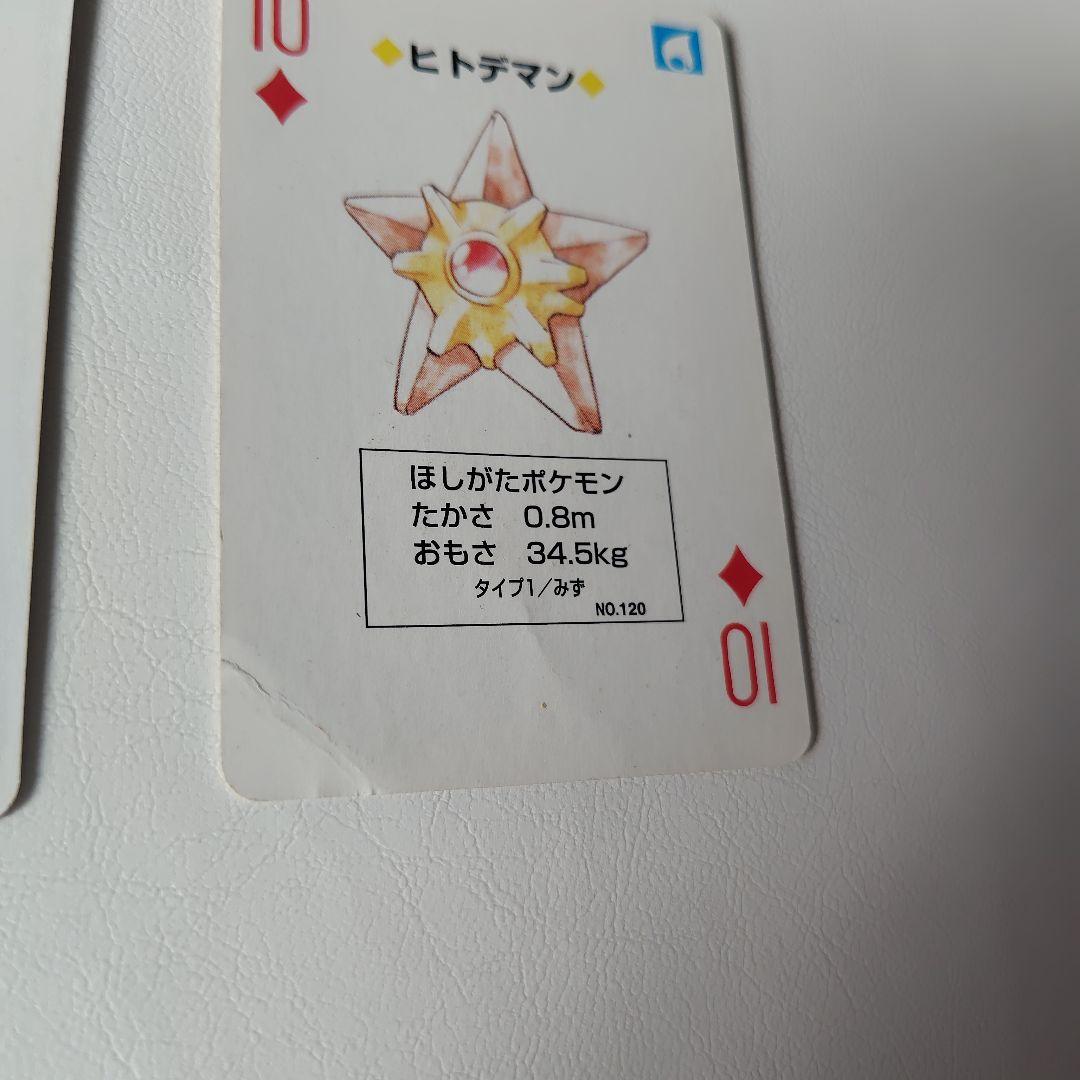 10
ヒトデマン
ほしがたポケモン
たかさ 0.8m
おもさ 34.5kg
タイプ1/みず
NO.120
10